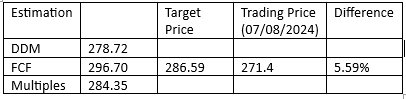 Estimation Target Trading Price Difference
Price (07/08/2024)
DDM 278.72
FCF 296.70 286.59 271.4 5.59%
Multiples 284.35